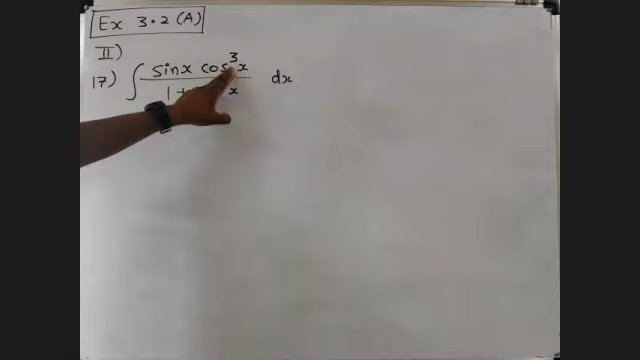 Ex 3.2 (A)
II)
17) ∫ sinx cos³x dx
1 + x